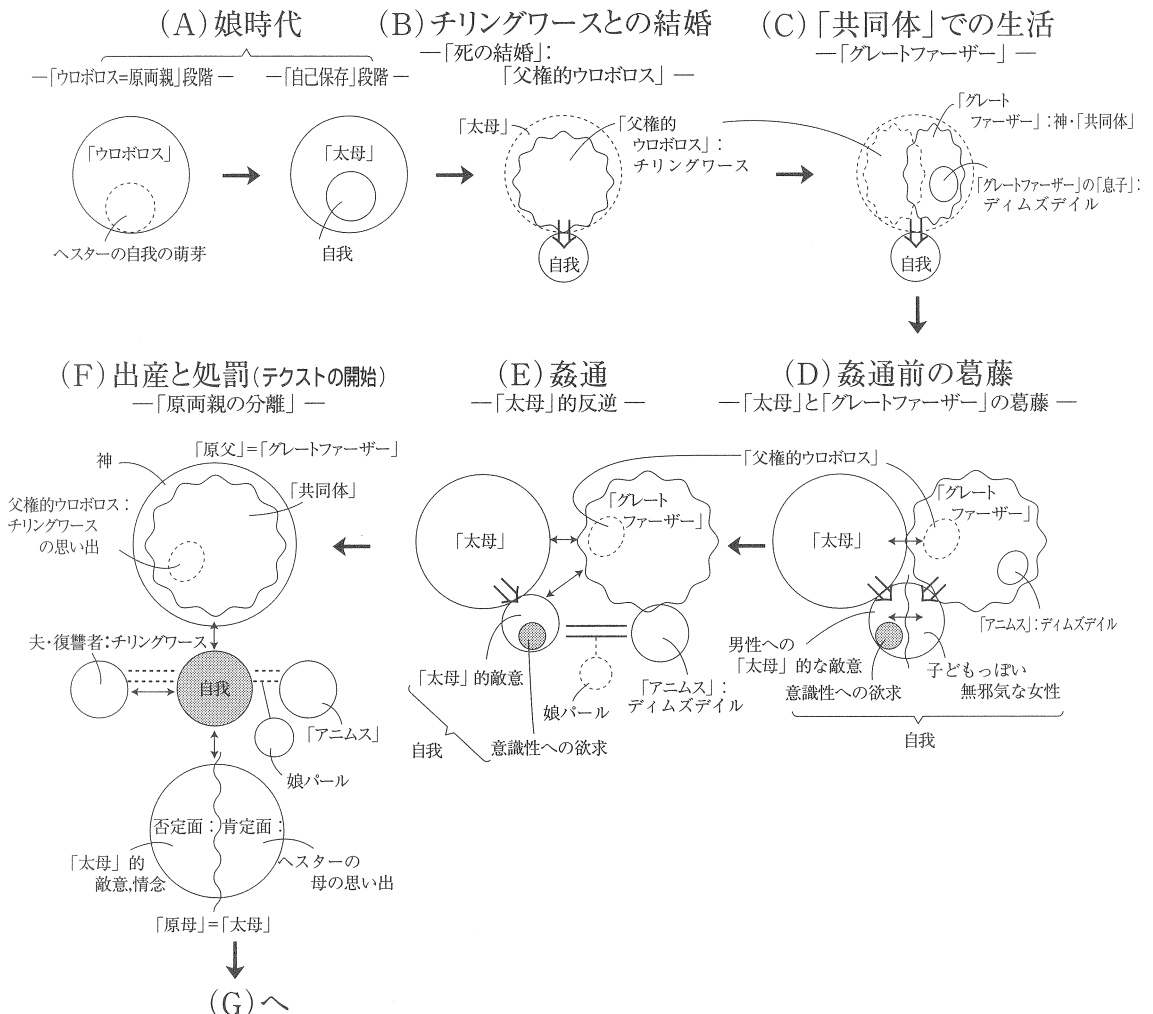 (A)娘時代
―「ウロボロス=原両親」段階―
―「自己保存」段階―
「ウロボロス」
ヘスターの自我の萌芽
「太母」
自我
(B)チリングワースとの結婚
―「死の結婚」:
「父権的ウロボロス」―
「太母」
「父権的
ウロボロス」:
チリングワース
自我
(C)「共同体」での生活
―「グレートファーザー」―
「グレート
ファーザー」:神・「共同体」
「グレートファーザー」の「息子」:
ディムズデイル
自我
(D)姦通前の葛藤
―「太母」と「グレートファーザー」の葛藤―
「父権的ウロボロス」
「太母」
「グレート
ファーザー」
「アニムス」:ディムズデイル
男性への
「太母」的な敵意
意識性への欲求
子どもっぽい
無邪気な女性
自我
(E)姦通
―「太母」的反逆―
「太母」
「グレート
ファーザー」
「太母」的敵意
自我
意識性への欲求
娘パール
「アニムス」:
ディムズデイル
(F)出産と処罰(テクストの開始)
―「原両親の分離」―
「原父」=「グレートファーザー」
神
「共同体」
父権的ウロボロス:
チリングワース
の思い出
夫・復讐者:チリングワース
自我
「アニムス」
娘パール
否定面:
肯定面:
「太母」的
敵意,情念
ヘスターの
母の思い出
「原母」=「太母」
(G)へ